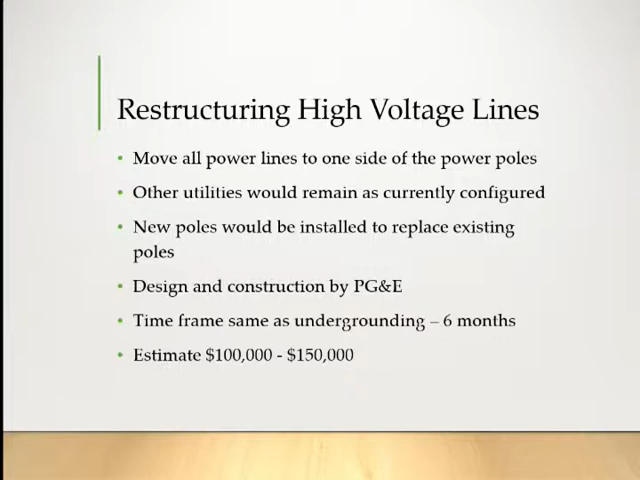 Restructuring High Voltage Lines
• Move all power lines to one side of the power poles
• Other utilities would remain as currently configured
• New poles would be installed to replace existing
poles
• Design and construction by PG&E
• Time frame same as undergrounding – 6 months
• Estimate $100,000 - $150,000